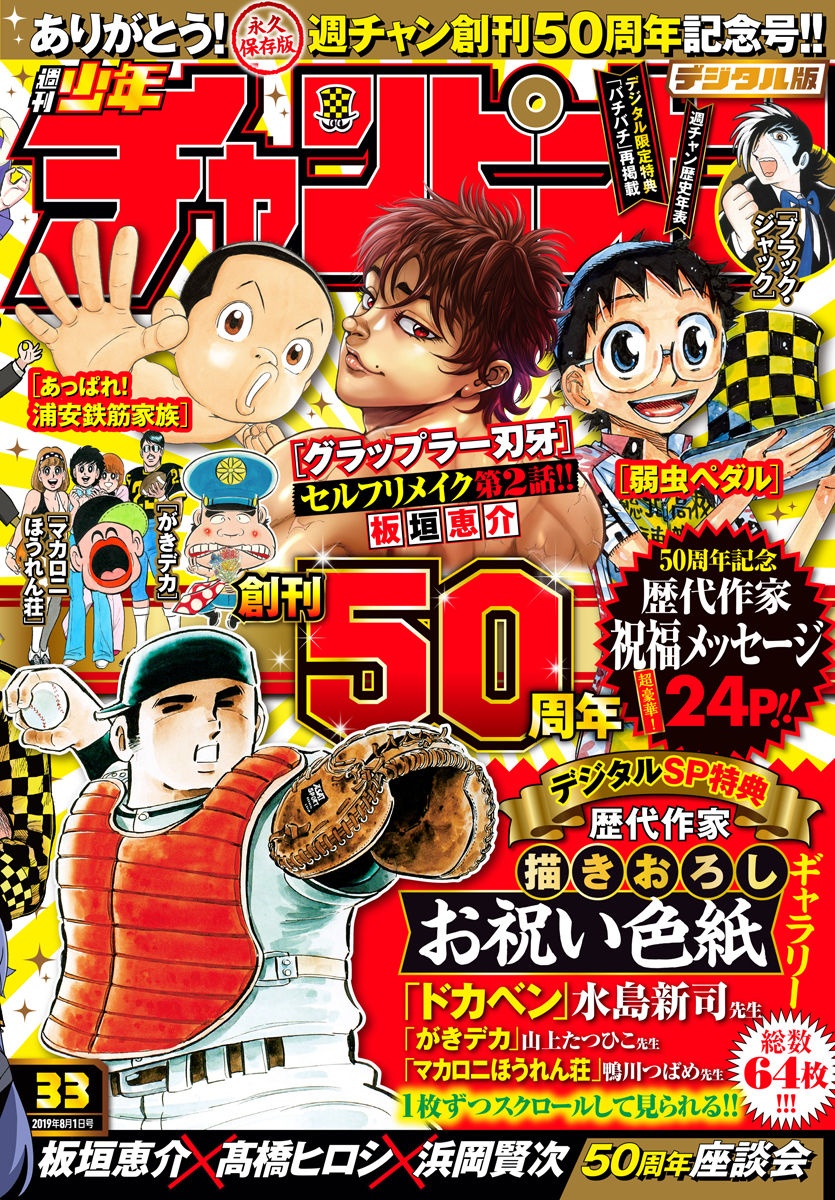 ありがとう!
永久
保存版
週チャン創刊50周年記念号!!
週刊
少年
チャンピオン
デジタル版
デジタル限定特典
「バチバチ」再掲載
週チャン歴史年表
[ブラック・
ジャック]
[あっぱれ!
浦安鉄筋家族]
[グラップラー刃牙]
セルフリメイク第2話!!
板垣恵介
[弱虫ペダル]
[マカロニ
ほうれん荘]
[がきデカ]
創刊
50
周年
50周年記念
歴代作家
祝福メッセージ
超豪華!
24P!!
デジタルSP特典
歴代作家
描きおろし
お祝い色紙
ギャラリー
「ドカベン」水島新司先生
「がきデカ」山上たつひこ先生
「マカロニほうれん荘」鴨川つばめ先生
総数
64枚
!!!
1枚ずつスクロールして見られる!!
33
2019年8月1日号
板垣恵介×髙橋ヒロシ×浜岡賢次
50周年座談会